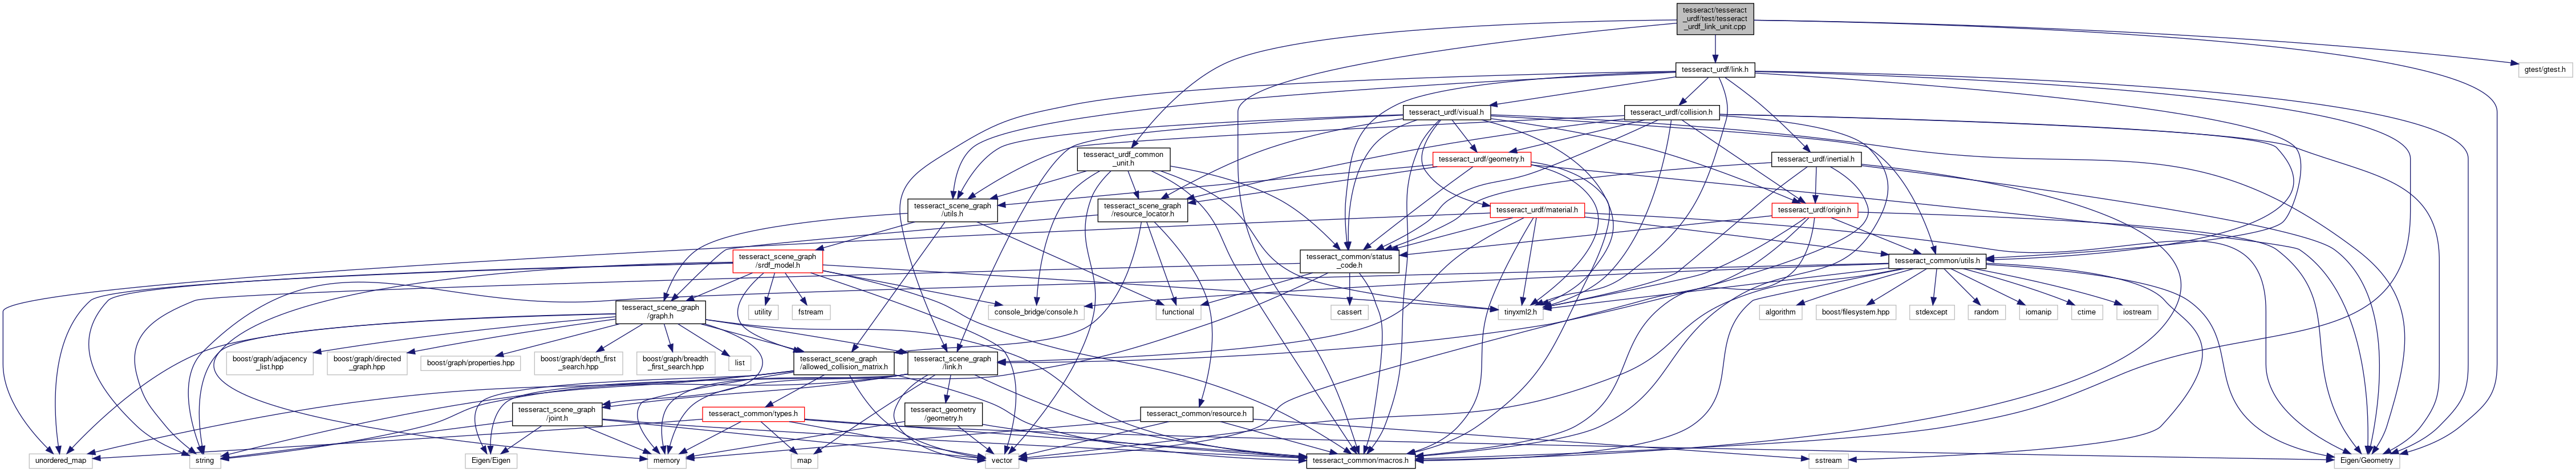 tesseract/tesseract
_urdf/test/tesseract
_urdf_link_unit.cpp
tesseract_urdf/link.h
gtest/gtest.h
tesseract_urdf/visual.h
tesseract_urdf/collision.h
tesseract_urdf_common
_unit.h
tesseract_urdf/geometry.h
tesseract_urdf/inertial.h
tesseract_scene_graph
/utils.h
tesseract_scene_graph
/resource_locator.h
tesseract_urdf/material.h
tesseract_urdf/origin.h
tesseract_scene_graph
/srdf_model.h
tesseract_common/status
_code.h
tesseract_common/utils.h
tesseract_scene_graph
/graph.h
utility
fstream
console_bridge/console.h
functional
cassert
tinyxml2.h
algorithm
boost/filesystem.hpp
stdexcept
random
iomanip
ctime
iostream
boost/graph/adjacency
_list.hpp
boost/graph/directed
_graph.hpp
boost/graph/properties.hpp
boost/graph/depth_first
_search.hpp
boost/graph/breadth
_first_search.hpp
list
tesseract_scene_graph
/allowed_collision_matrix.h
tesseract_scene_graph
/link.h
tesseract_scene_graph
/joint.h
tesseract_common/types.h
tesseract_geometry
/geometry.h
tesseract_common/resource.h
unordered_map
string
Eigen/Eigen
memory
map
vector
tesseract_common/macros.h
sstream
Eigen/Geometry